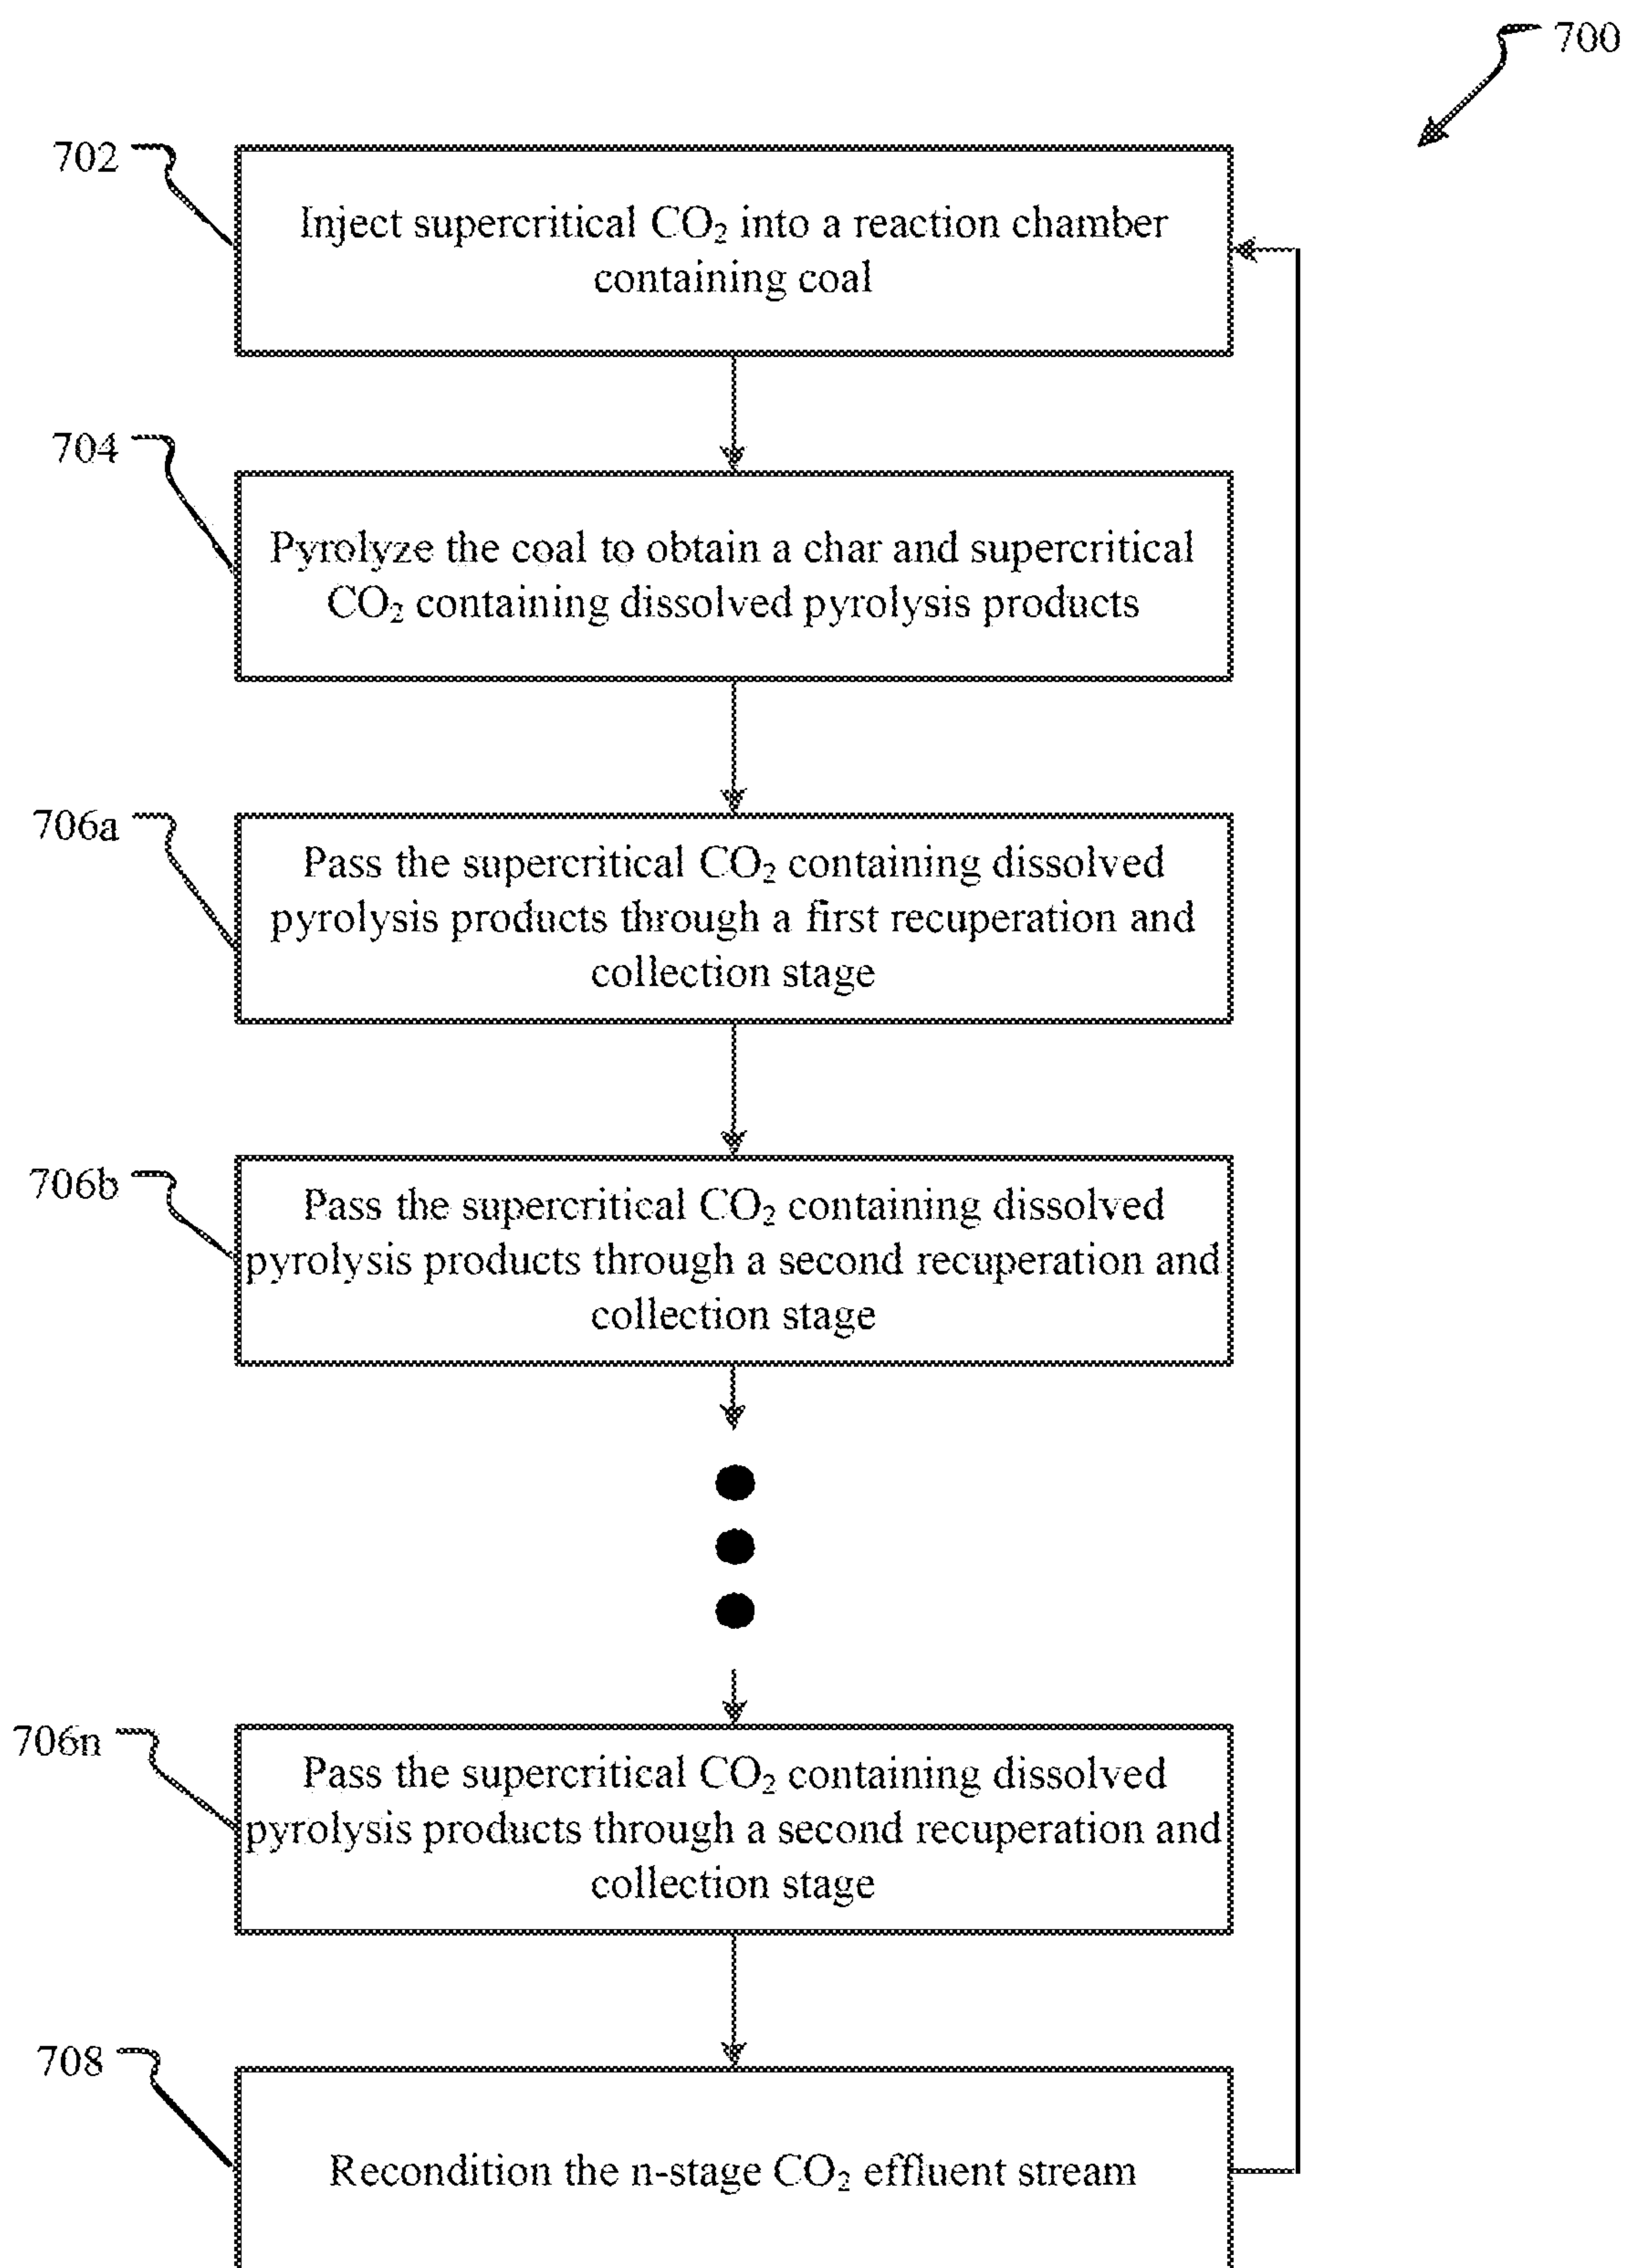 700
702
Inject supercritical CO₂ into a reaction chamber
containing coal
704
Pyrolyze the coal to obtain a char and supercritical
CO₂ containing dissolved pyrolysis products
706a
Pass the supercritical CO₂ containing dissolved
pyrolysis products through a first recuperation and
collection stage
706b
Pass the supercritical CO₂ containing dissolved
pyrolysis products through a second recuperation and
collection stage
706n
Pass the supercritical CO₂ containing dissolved
pyrolysis products through a second recuperation and
collection stage
708
Recondition the n-stage CO₂ effluent stream